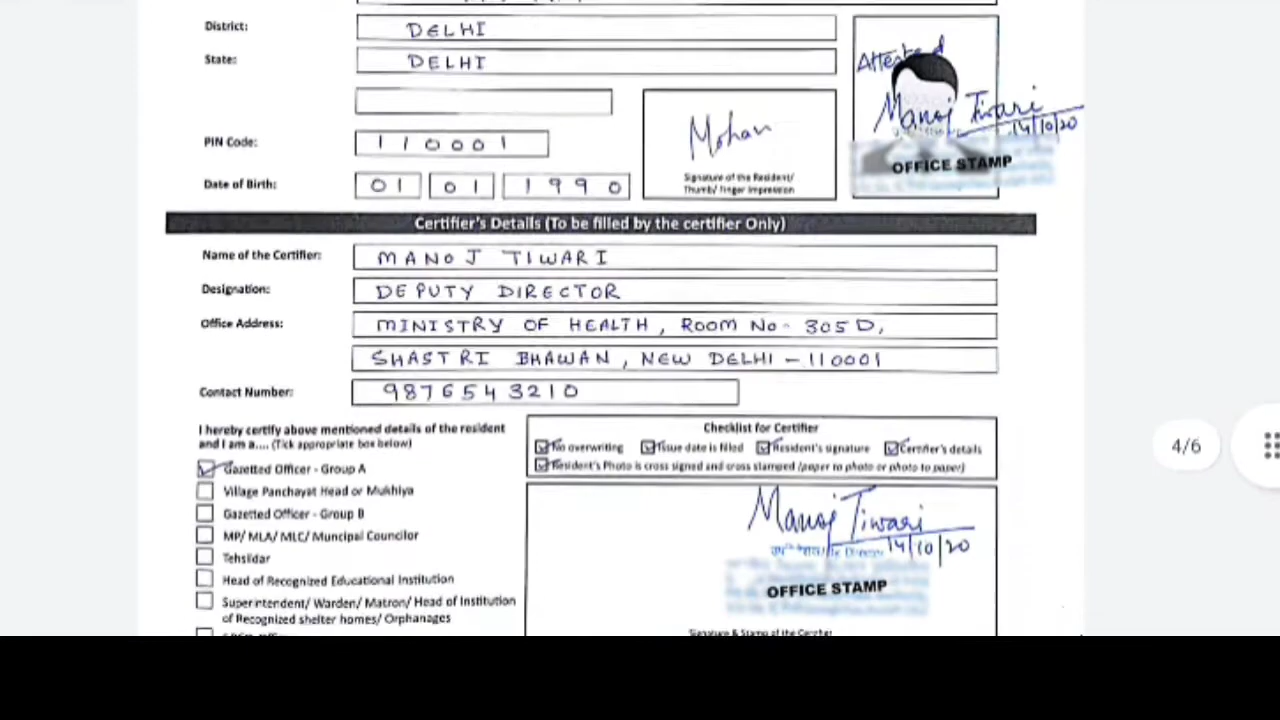 District:
DELHI
State:
DELHI
PIN Code:
110001
Date of Birth:
01 01 1990
Mohan
Signature of the Resident/
Thumb/ Finger Impression
Attested
Manoj Tiwari
14/10/20
OFFICE STAMP
Certifier's Details (To be filled by the certifier Only)
Name of the Certifier:
MANOJ TIWARI
Designation:
DEPUTY DIRECTOR
Office Address:
MINISTRY OF HEALTH, ROOM No- 305D,
SHASTRI BHAWAN, NEW DELHI - 110001
Contact Number:
9876543210
I hereby certify above mentioned details of the resident
and I am a.... (Tick appropriate box below)
Gazetted Officer - Group A
Village Panchayat Head or Mukhiya
Gazetted Officer - Group B
MP/ MLA/ MLC/ Muncipal Councilor
Tehsildar
Head of Recognized Educational Institution
Superintendent/ Warden/ Matron/ Head of Institution
of Recognized shelter homes/ Orphanages
Checklist for Certifier
No overwriting
Issue date is filled
Resident's signature
Certifier's details
Resident's Photo is cross signed and cross stamped (paper to photo or photo to paper)
Manoj Tiwari
14/10/20
OFFICE STAMP
Signature & Stamp of the Certifier
4/6